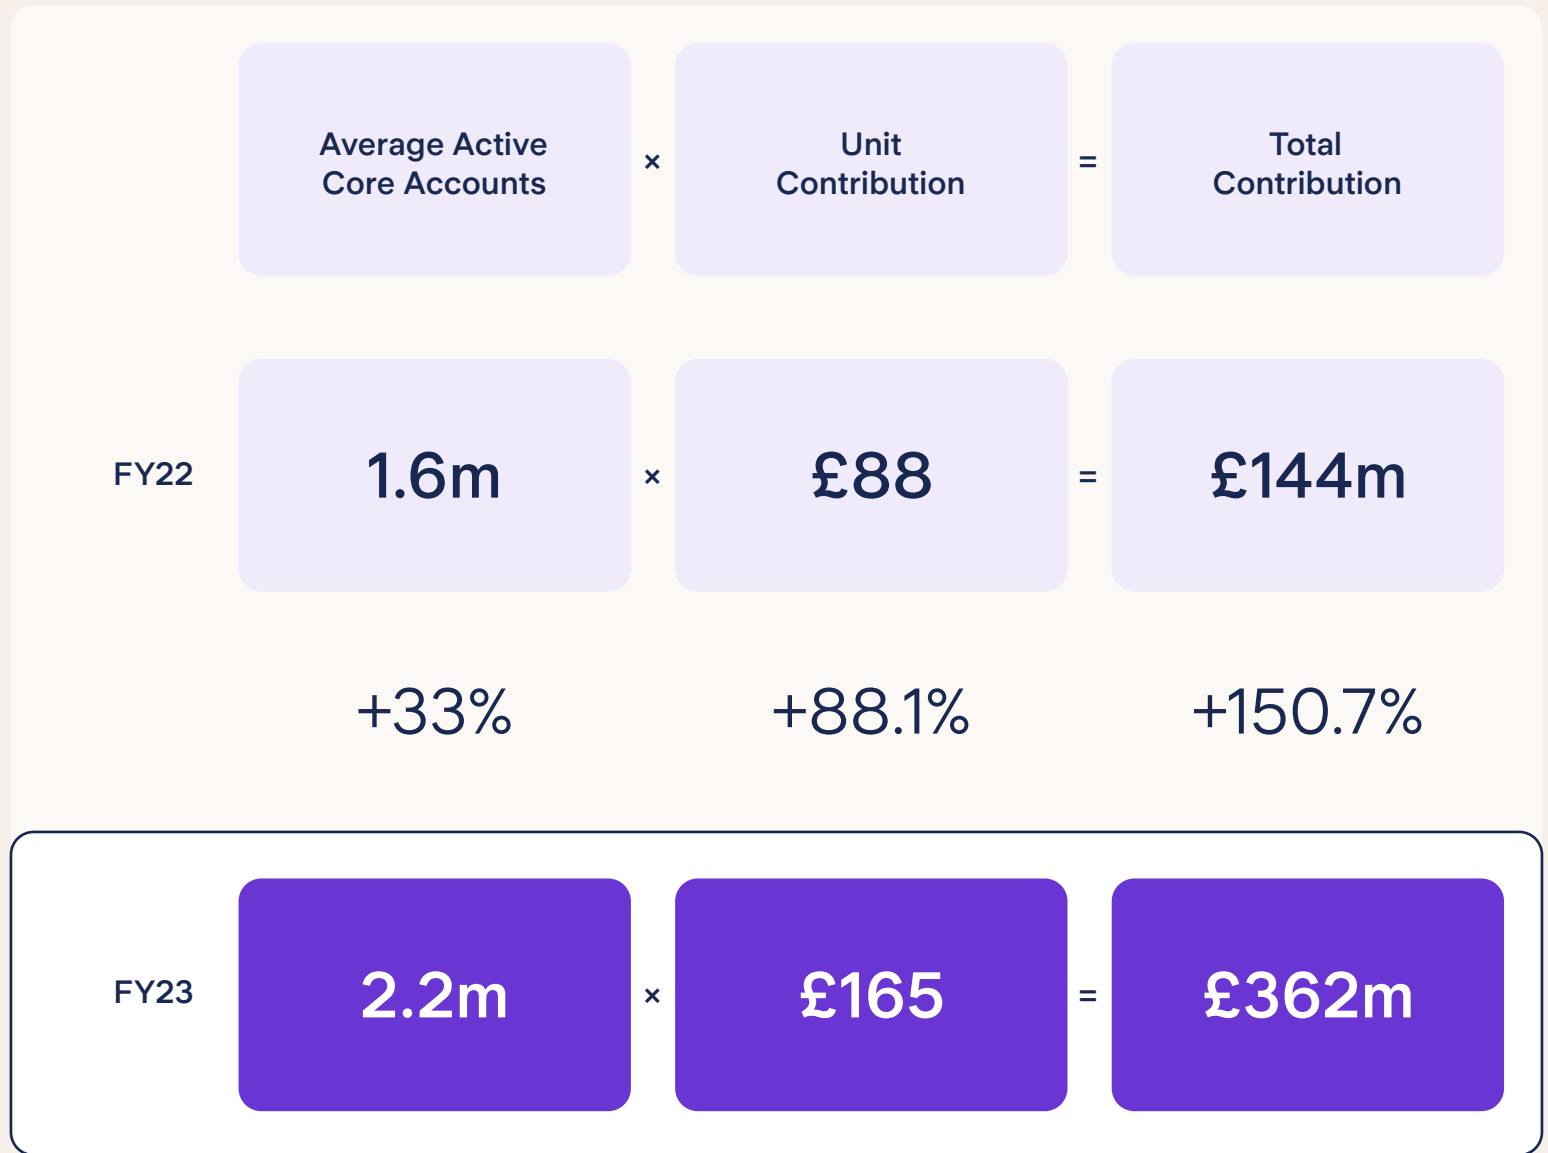 Average Active
Core Accounts
×
Unit
Contribution
=
Total
Contribution
FY22
1.6m
×
£88
=
£144m
+33%
+88.1%
+150.7%
FY23
2.2m
×
£165
=
£362m